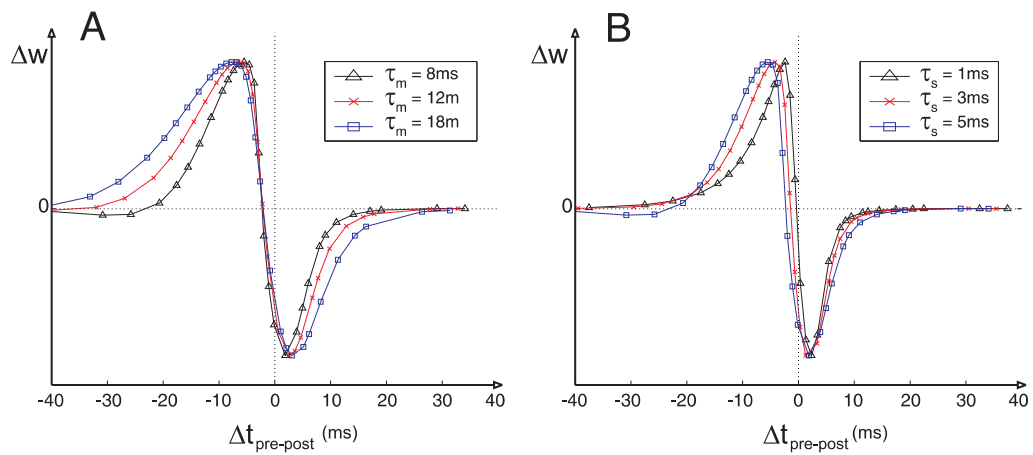 A
Δw
τm = 8ms
τm = 12m
τm = 18m
0
-40 -30 -20 -10 0 10 20 30 40
Δtpre-post (ms)
B
Δw
τs = 1ms
τs = 3ms
τs = 5ms
0
-40 -30 -20 -10 0 10 20 30 40
Δtpre-post (ms)